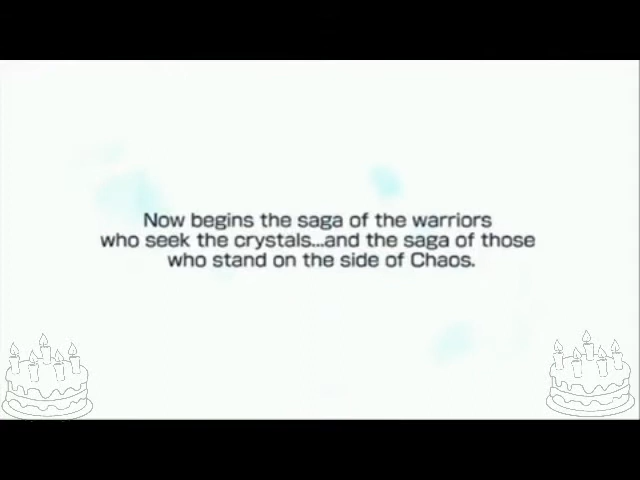 Now begins the saga of the warriors
who seek the crystals...and the saga of those
who stand on the side of Chaos.